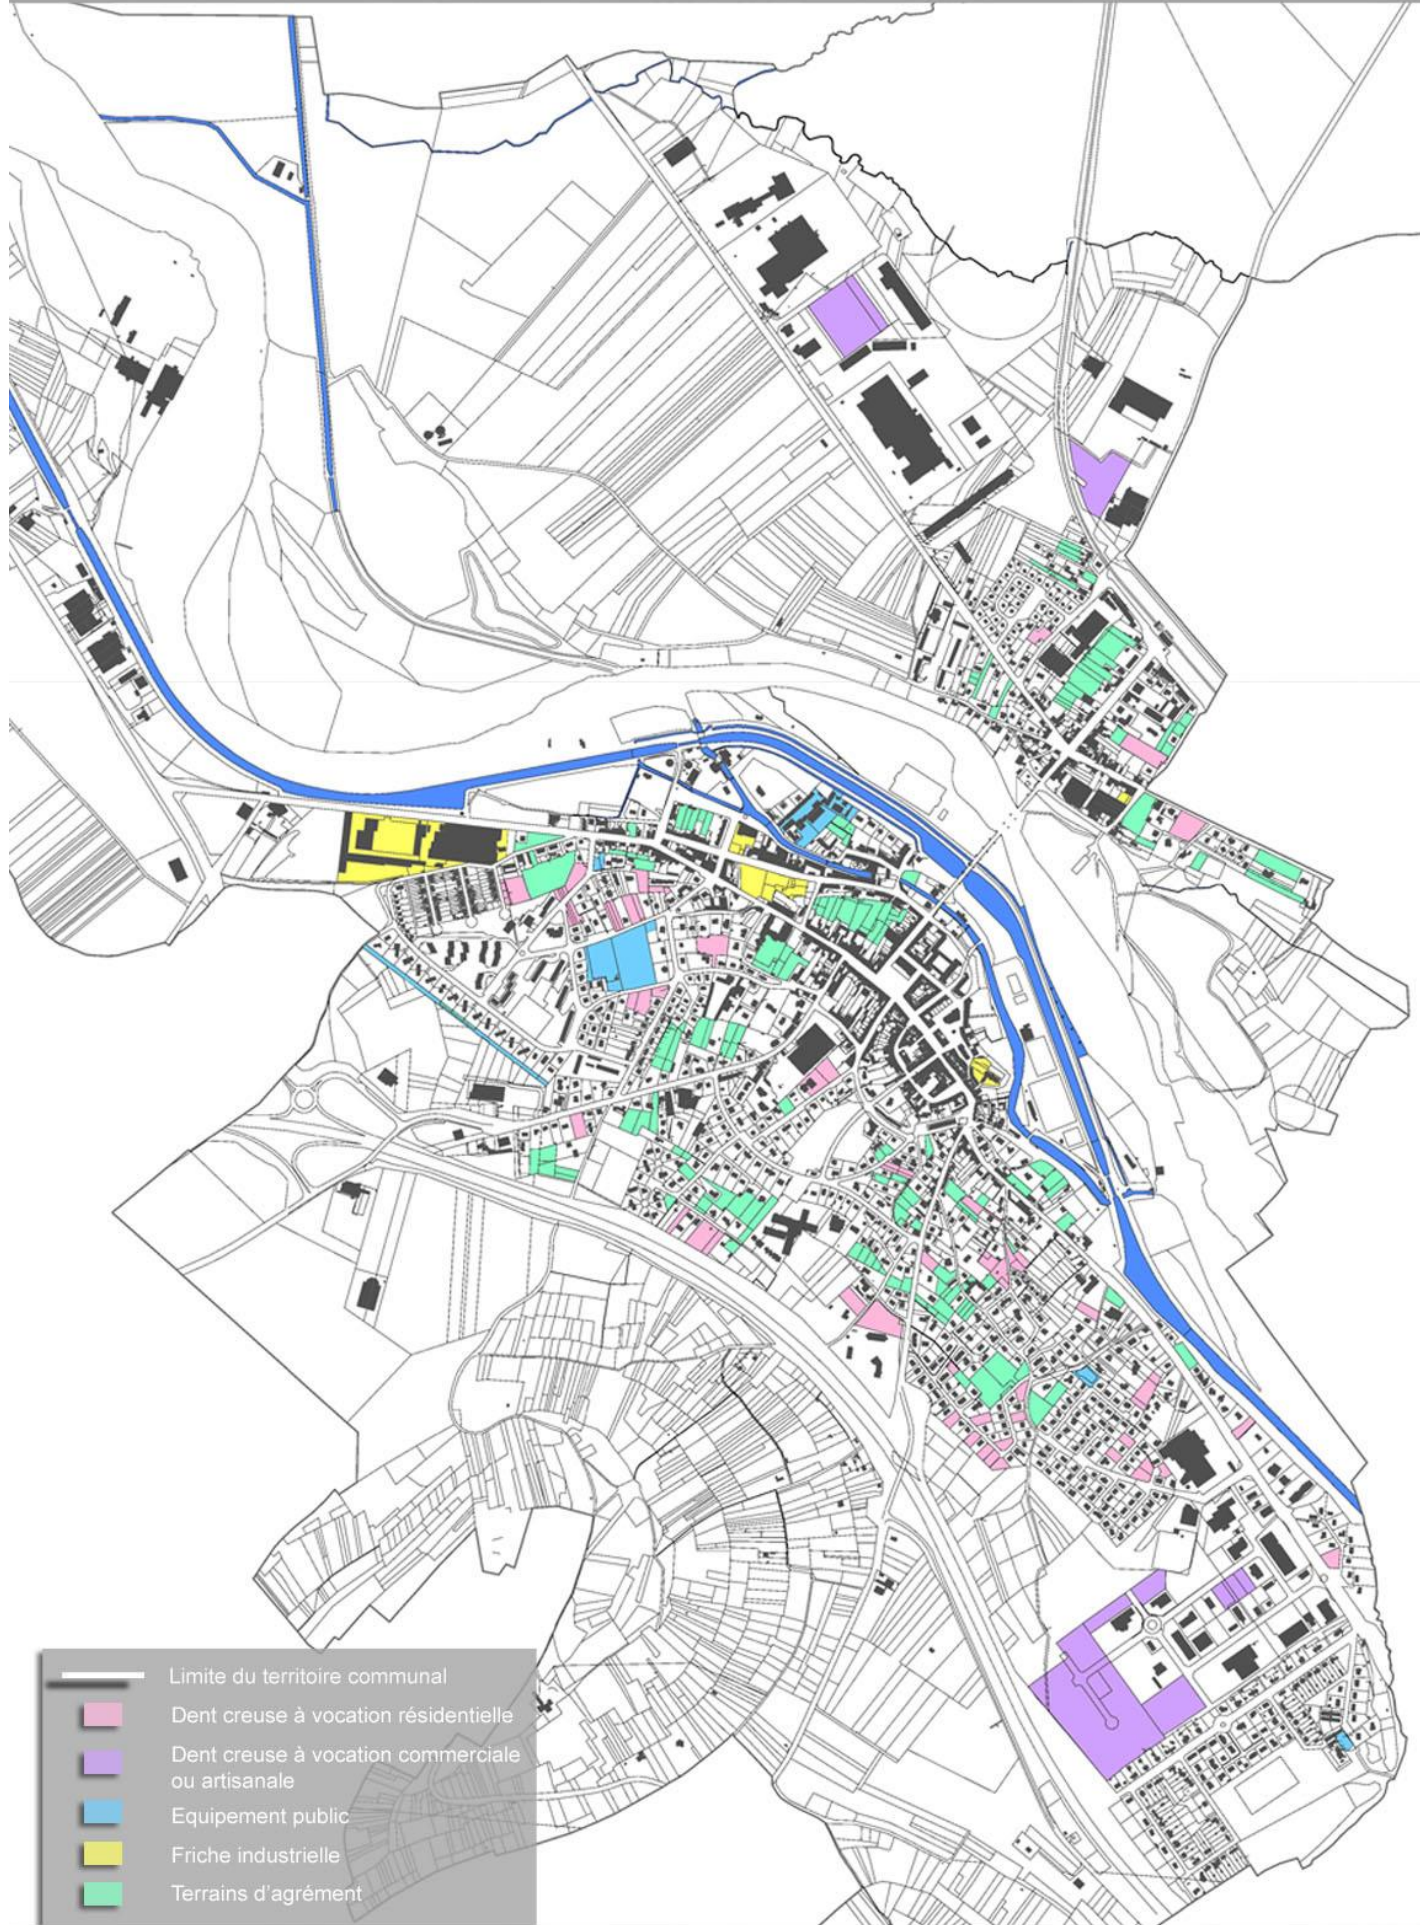 Limite du territoire communal
Dent creuse à vocation résidentielle
Dent creuse à vocation commerciale
ou artisanale
Equipement public
Friche industrielle
Terrains d'agrément